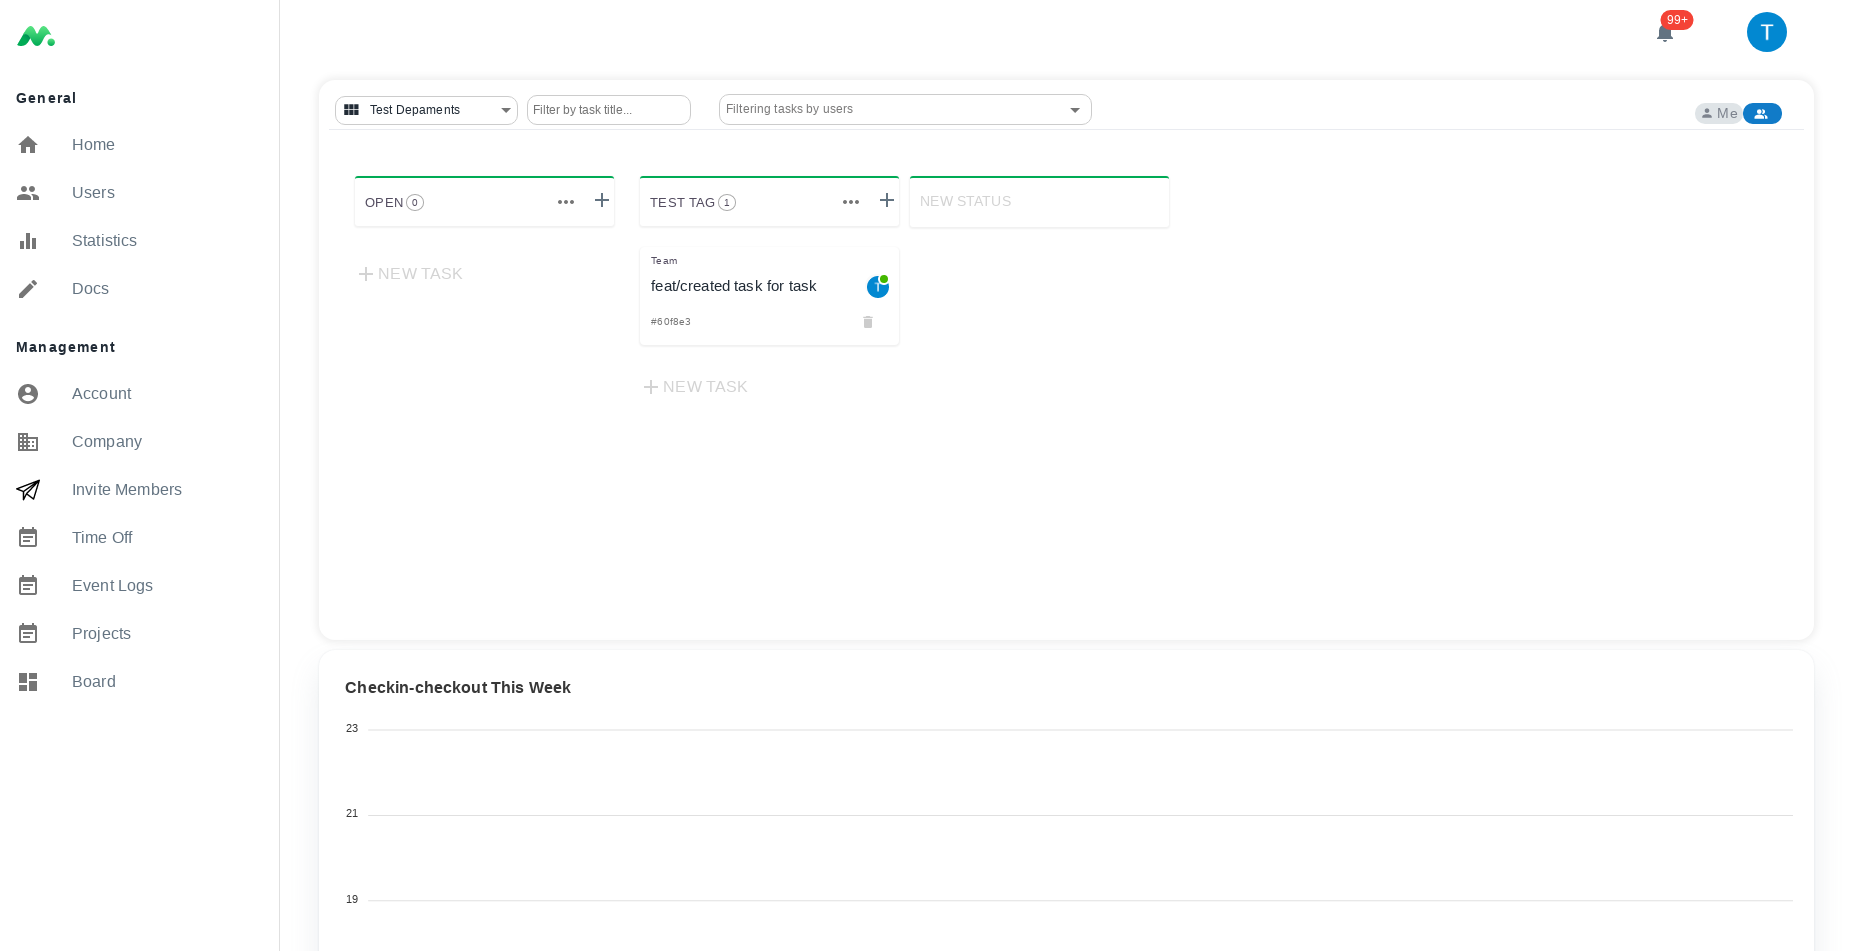 99+
T
General
Home
Users
Statistics
Docs
Management
Account
Company
Invite Members
Time Off
Event Logs
Projects
Board
Test Depaments
Filter by task title...
Filtering tasks by users
Me
OPEN 0
TEST TAG 1
NEW STATUS
NEW TASK
Team
feat/created task for task
T
#60f8e3
NEW TASK
Checkin-checkout This Week
23
21
19